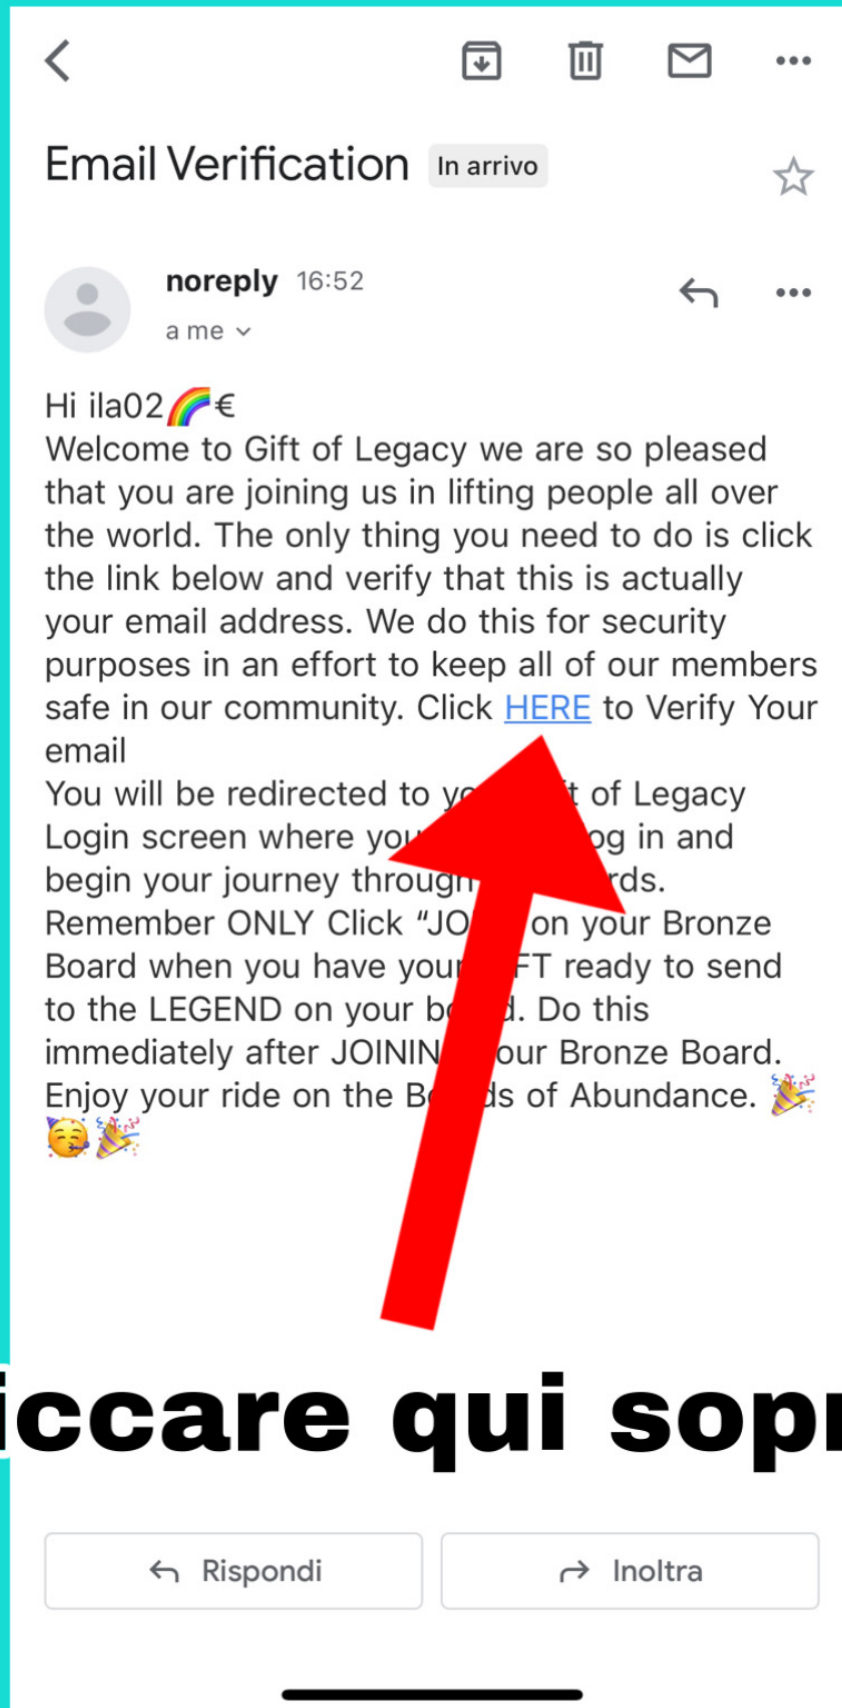 Email Verification In arrivo
noreply 16:52
a me
Hi ila02🌈€
Welcome to Gift of Legacy we are so pleased
that you are joining us in lifting people all over
the world. The only thing you need to do is click
the link below and verify that this is actually
your email address. We do this for security
purposes in an effort to keep all of our members
safe in our community. Click HERE to Verify Your
email
You will be redirected to of Legacy
Login screen where in and
begin your journey through
Remember ONLY Click “ on your Bronze
Board when you have ready to send
to the LEGEND on your Do this
immediately after Bronze Board.
Enjoy your ride on the of Abundance. 🎉
🥳🎉
iccare qui sopr
Rispondi
Inoltra